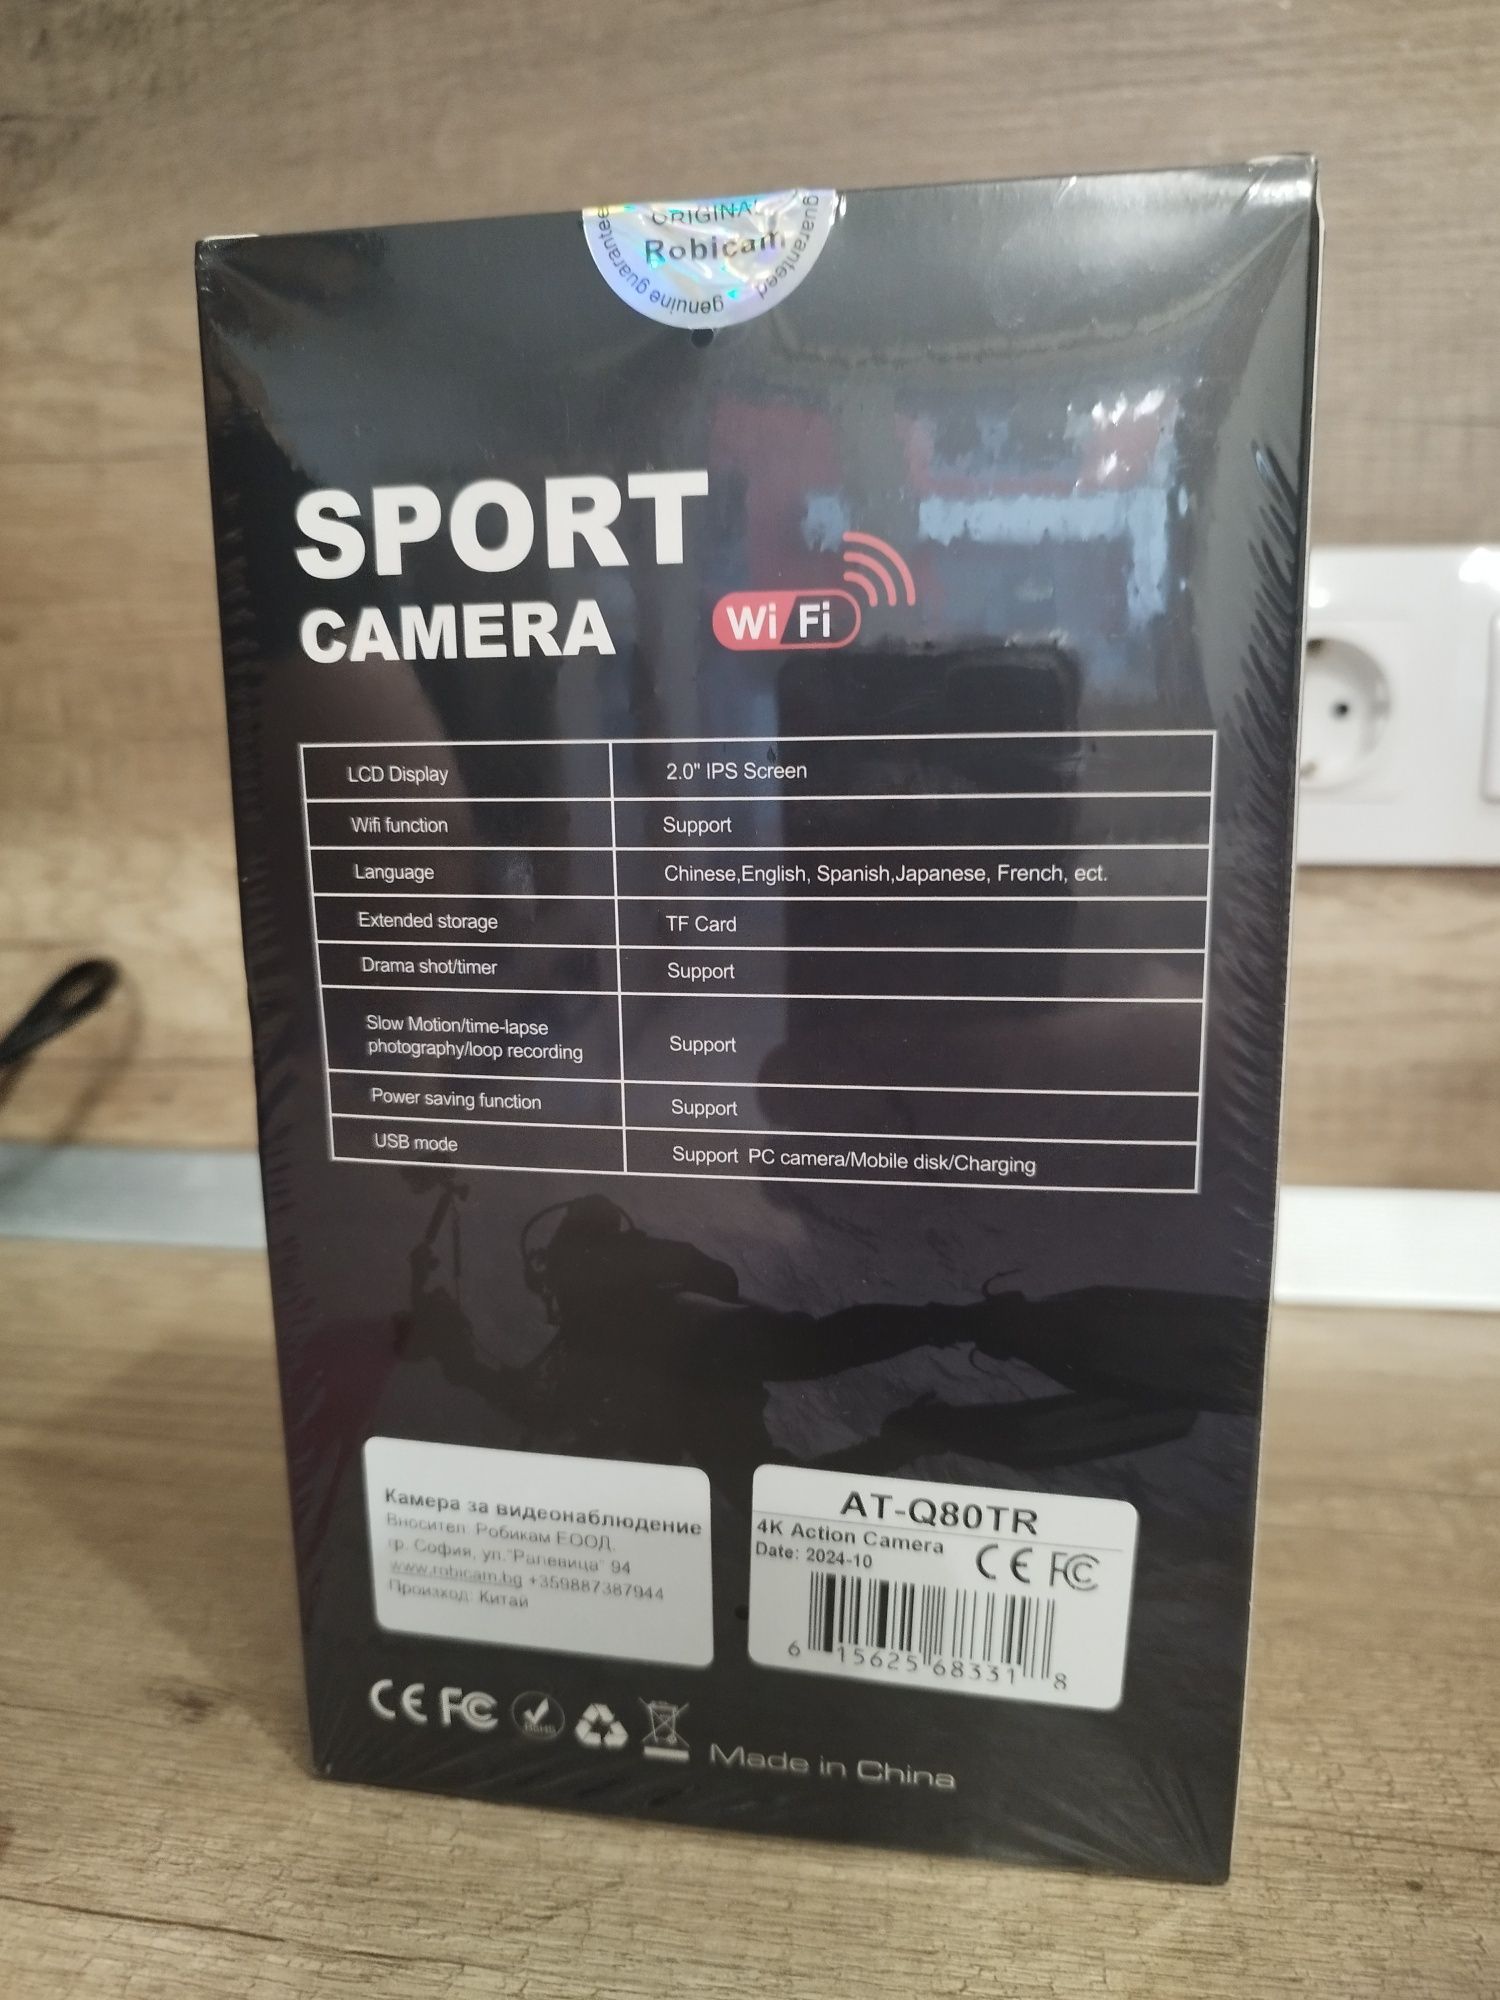 ORIGINAL
Robicam
genuine guaranteed
guaranteed
SPORT
CAMERA
WiFi
LCD Display 2.0" IPS Screen
Wifi function Support
Language Chinese,English, Spanish,Japanese, French, ect.
Extended storage TF Card
Drama shot/timer Support
Slow Motion/time-lapse
photography/loop recording Support
Power saving function Support
USB mode Support PC camera/Mobile disk/Charging
Камера за видеонаблюдение
Вносител: Робикам ЕООД,
гр. София, ул."Ралевица" 94
www.robicam.bg +359887387944
Произход: Китай
AT-Q80TR
4K Action Camera
Date: 2024-10
CE FC
6 15625 68331 8
CE FC
RoHS
Made in China